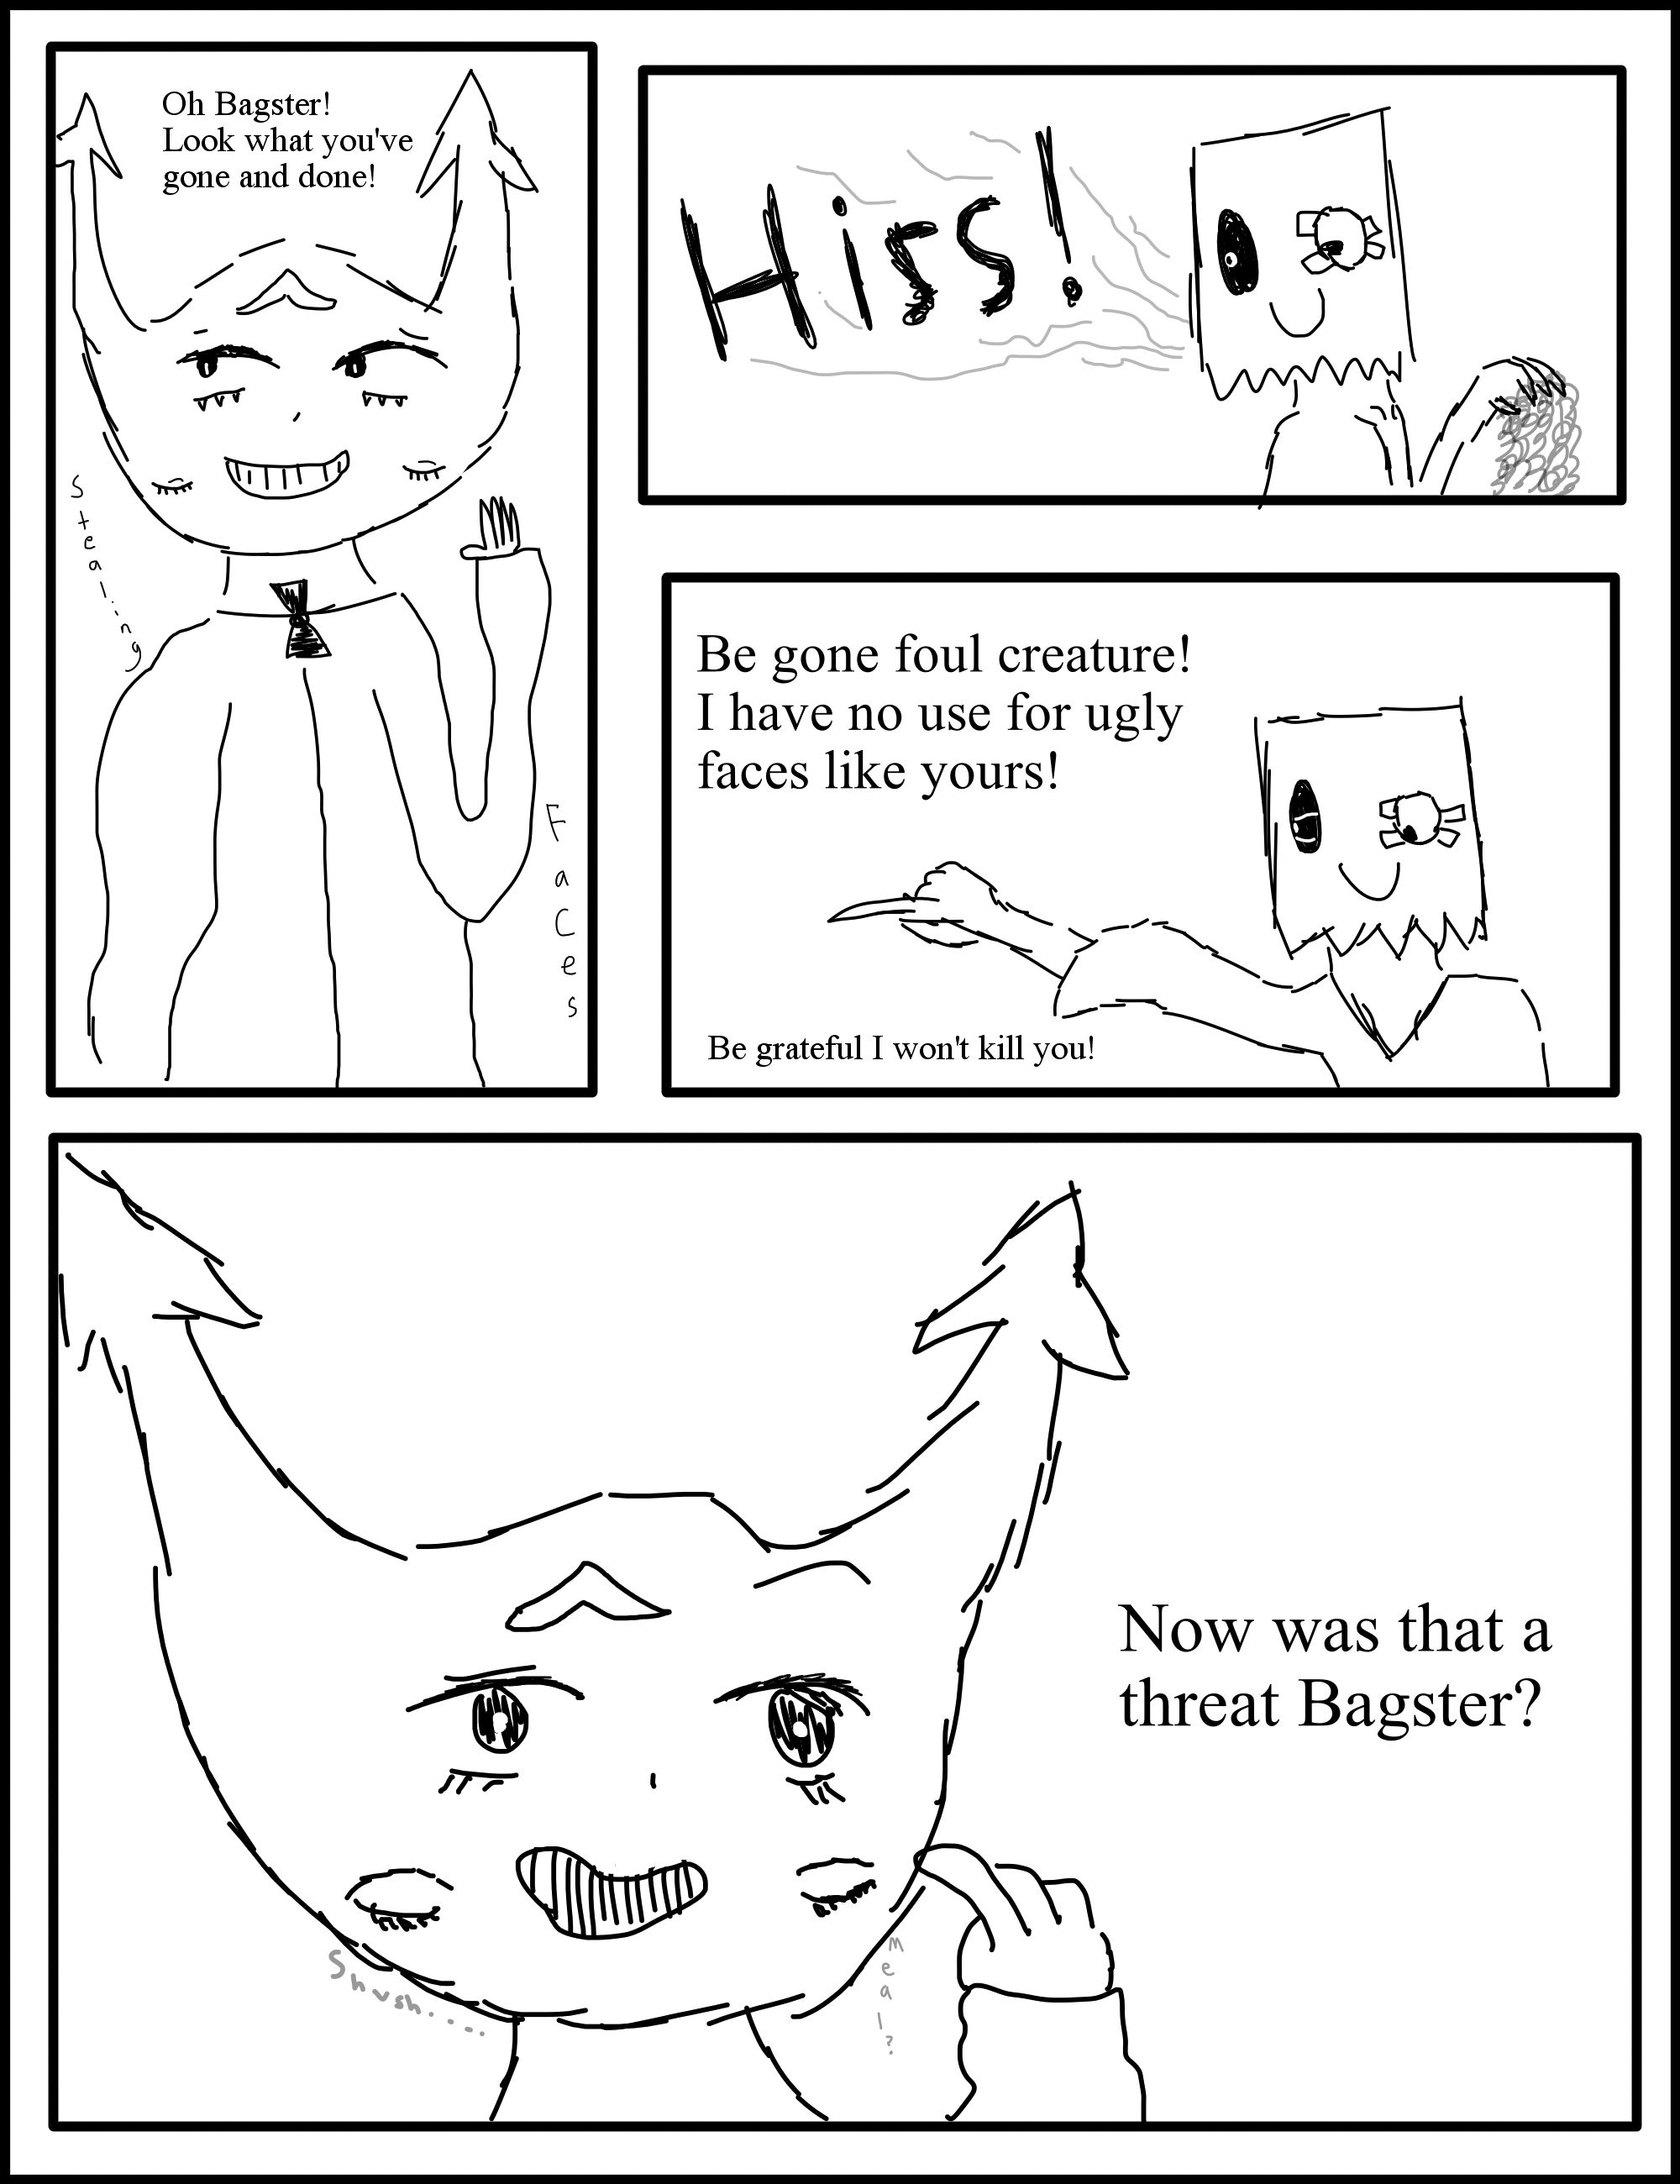 Oh Bagster!
Look what you've
gone and done!
Stealing
Faces
Hiss!
Be gone foul creature!
I have no use for ugly
faces like yours!
Be grateful I won't kill you!
Now was that a
threat Bagster?
Shush....
Meal?